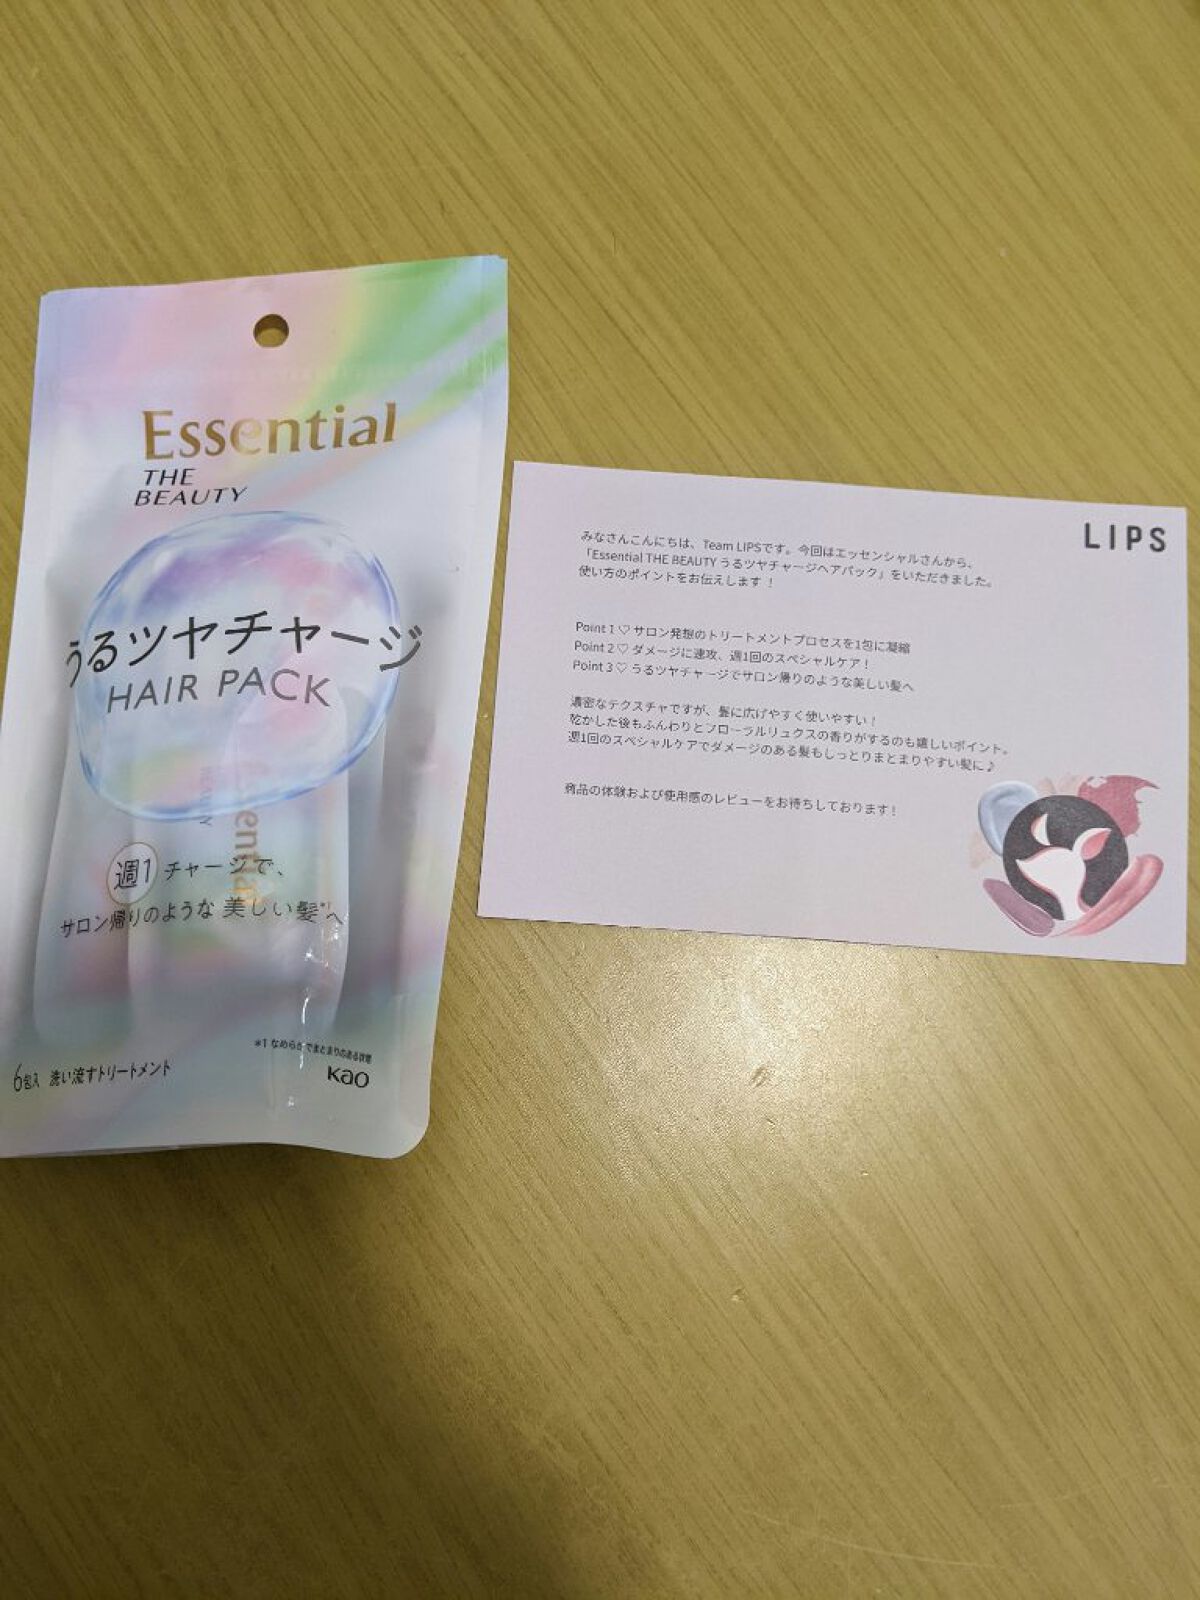 Essential
THE
BEAUTY
うるツヤチャージ
HAIR PACK
週1 チャージで、
サロン帰りのような 美しい髪*1へ
*1 なめらかでまとまりのある状態
6包入 洗い流すトリートメント
Kao
LIPS
みなさんこんにちは、Team LIPSです。今回はエッセンシャルさんから、
「Essential THE BEAUTY うるツヤチャージヘアパック」をいただきました。
使い方のポイントをお伝えします！
Point 1 ♡ サロン発想のトリートメントプロセスを1包に凝縮
Point 2 ♡ ダメージに速攻、週1回のスペシャルケア！
Point 3 ♡ うるツヤチャージでサロン帰りのような美しい髪へ
濃密なテクスチャですが、髪に広げやすく使いやすい！
乾かした後もふんわりとフローラルリュクスの香りがするのも嬉しいポイント。
週1回のスペシャルケアでダメージのある髪もしっとりまとまりやすい髪に♪
商品の体験および使用感のレビューをお待ちしております！